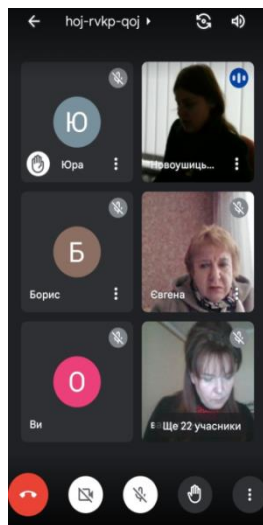 hoj-rvkp-qoj
Ю
Юра
Новоушиць...
Б
Борис
Євгена
О
Ви
Ще 22 учасники